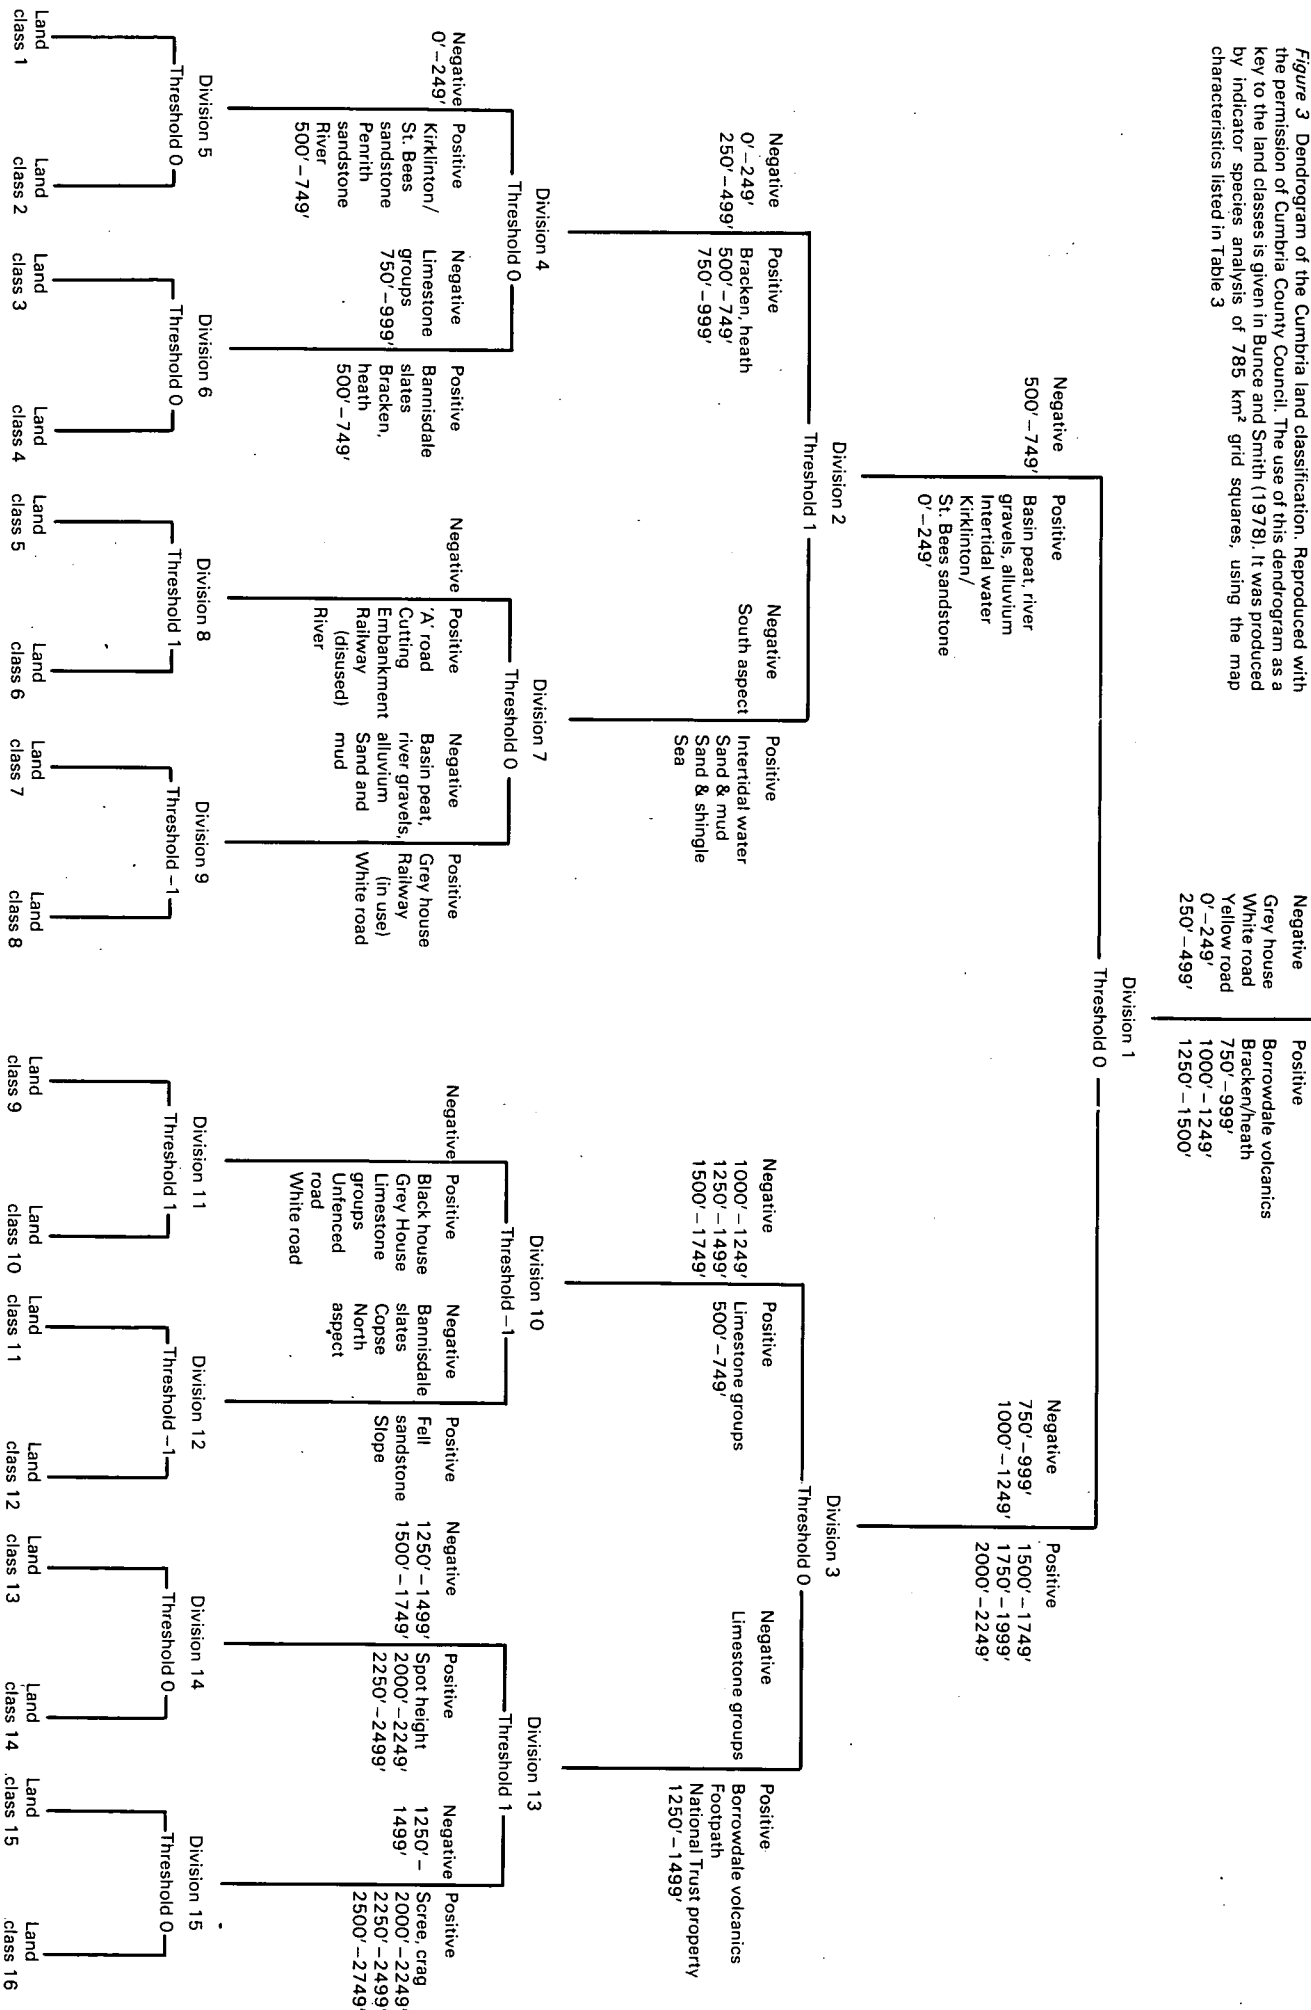 Figure 3 Dendrogram of the Cumbria land classification. Reproduced with
the permission of Cumbria County Council. The use of this dendrogram as a
key to the land classes is given in Bunce and Smith (1978). It was produced
by indicator species analysis of 785 km² grid squares, using the map
characteristics listed in Table 3
Negative
Grey house
White road
Yellow road
0′–249′
250′–499′
Positive
Borrowdale volcanics
Bracken/heath
750′–999′
1000′–1249′
1250′–1500′
Division 1
Threshold 0
Negative
500′–749′
Positive
Basin peat, river
gravels, alluvium
Intertidal water
Kirklinton/
St. Bees sandstone
0′–249′
Negative
750′–999′
1000′–1249′
Positive
1500′–1749′
1750′–1999′
2000′–2249′
Division 2
Threshold 1
Division 3
Threshold 0
Negative
0′–249′
250′–499′
Positive
Bracken, heath
500′–749′
750′–999′
Negative
South aspect
Positive
Intertidal water
Sand & mud
Sand & shingle
Sea
Negative
1000′–1249′
1250′–1499′
1500′–1749′
Positive
Limestone groups
500′–749′
Negative
Limestone groups
Positive
Borrowdale volcanics
Footpath
National Trust property
1250′–1499′
Division 4
Threshold 0
Division 7
Threshold 0
Division 10
Threshold –1
Division 13
Threshold 1
Negative
0′–249′
Positive
Kirklinton/
St. Bees
sandstone
Penrith
sandstone
River
500′–749′
Negative
Limestone
groups
750′–999′
Positive
Bannisdale
slates
Bracken,
heath
500′–749′
Negative
Positive
'A' road
Cutting
Embankment
Railway
(disused)
River
Negative
Basin peat,
river gravels,
alluvium
Sand and
mud
Positive
Grey house
Railway
(in use)
White road
Negative
Positive
Black house
Grey House
Limestone
groups
Unfenced
road
White road
Negative
Bannisdale
slates
Copse
North
aspect
Positive
Fell
sandstone
Slope
Negative
1250′–1499′
1500′–1749′
Positive
Spot height
2000′–2249′
2250′–2499′
Negative
1250′–
1499′
Positive
Scree, crag
2000′–2249′
2250′–2499′
2500′–2749′
Division 5
Threshold 0
Division 6
Threshold 0
Division 8
Threshold 1
Division 9
Threshold –1
Division 11
Threshold 1
Division 12
Threshold –1
Division 14
Threshold 0
Division 15
Threshold 0
Land
class 1
Land
class 2
Land
class 3
Land
class 4
Land
class 5
Land
class 6
Land
class 7
Land
class 8
Land
class 9
Land
class 10
Land
class 11
Land
class 12
Land
class 13
Land
class 14
Land
class 15
Land
class 16